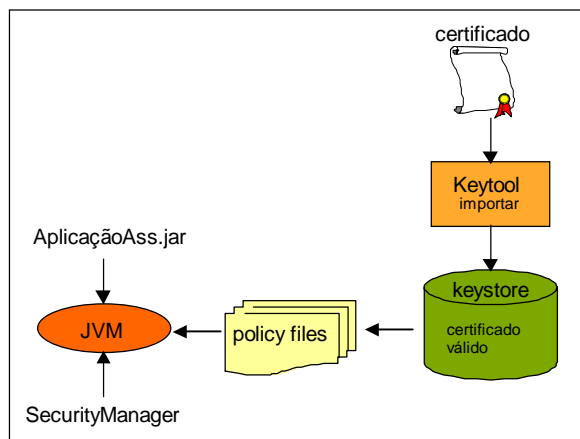 certificado
Keytool
importar
AplicaçãoAss.jar
keystore
certificado
válido
policy files
JVM
SecurityManager